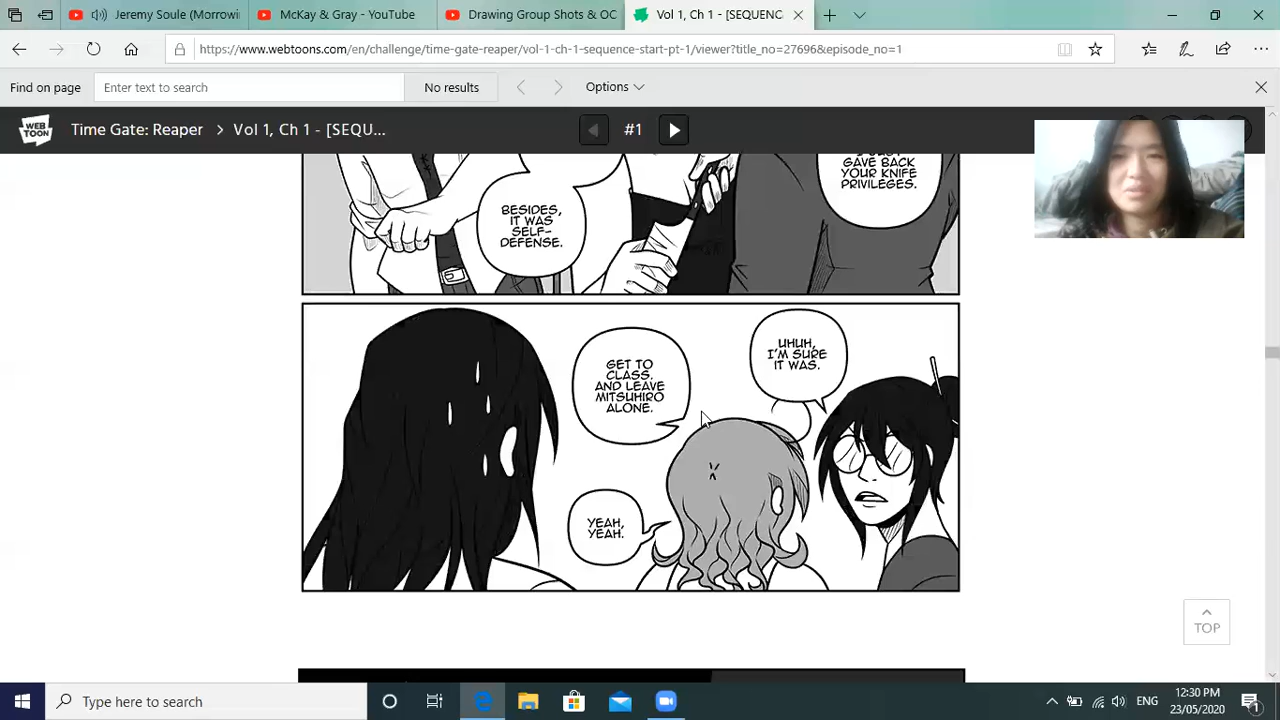 Jeremy Soule (Morrowi
McKay & Gray - YouTube
Drawing Group Shots & OC
Vol 1, Ch 1 - [SEQUENC
https://www.webtoons.com/en/challenge/time-gate-reaper/vol-1-ch-1-sequence-start-pt-1/viewer?title_no=27696&episode_no=1
Find on page
Enter text to search
No results
Options
WEB
TOON
Time Gate: Reaper
Vol 1, Ch 1 - [SEQU...
#1
GAVE BACK
YOUR KNIFE
PRIVILEGES.
BESIDES,
IT WAS
SELF-
DEFENSE.
UHUH,
I'M SURE
IT WAS.
GET TO
CLASS.
AND LEAVE
MITSUHIRO
ALONE.
YEAH,
YEAH.
TOP
Type here to search
ENG
12:30 PM
23/05/2020
1